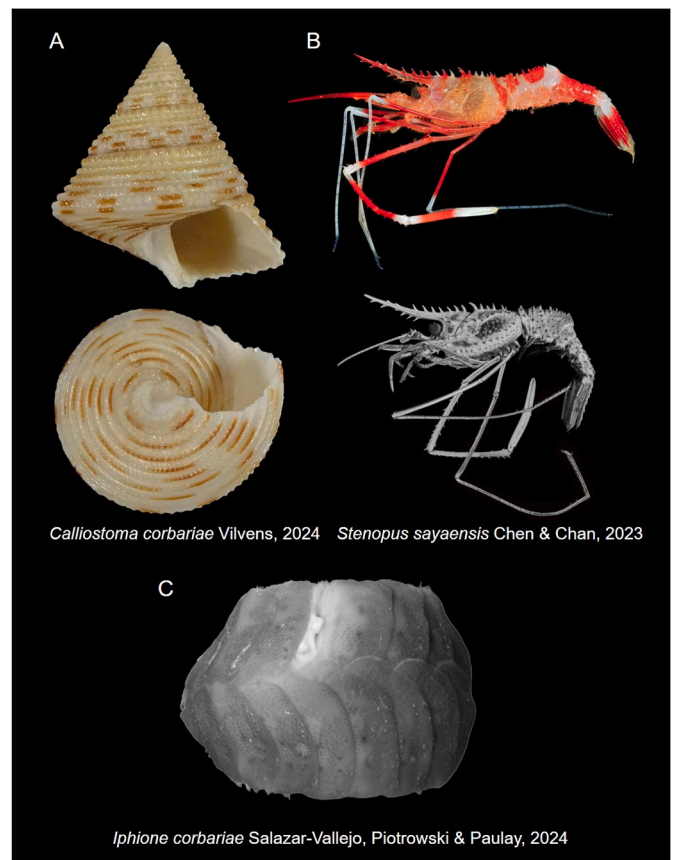 A
B
Calliostoma corbariae Vilvens, 2024
Stenopus sayaensis Chen & Chan, 2023
C
Iphione corbariae Salazar-Vallejo, Piotrowski & Paulay, 2024